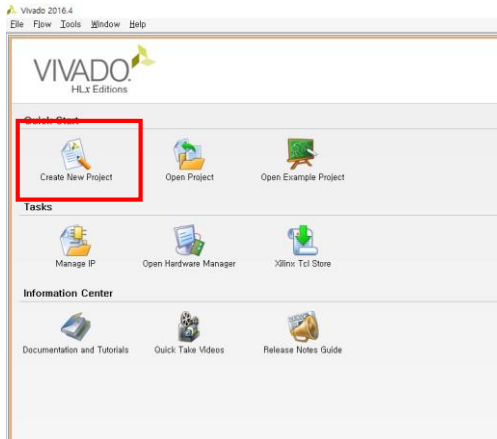 Vivado 2016.4
File Flow Tools Window Help
VIVADO
HLx Editions
Quick Start
Create New Project Open Project Open Example Project
Tasks
Manage IP Open Hardware Manager Xilinx Tcl Store
Information Center
Documentation and Tutorials Quick Take Videos Release Notes Guide